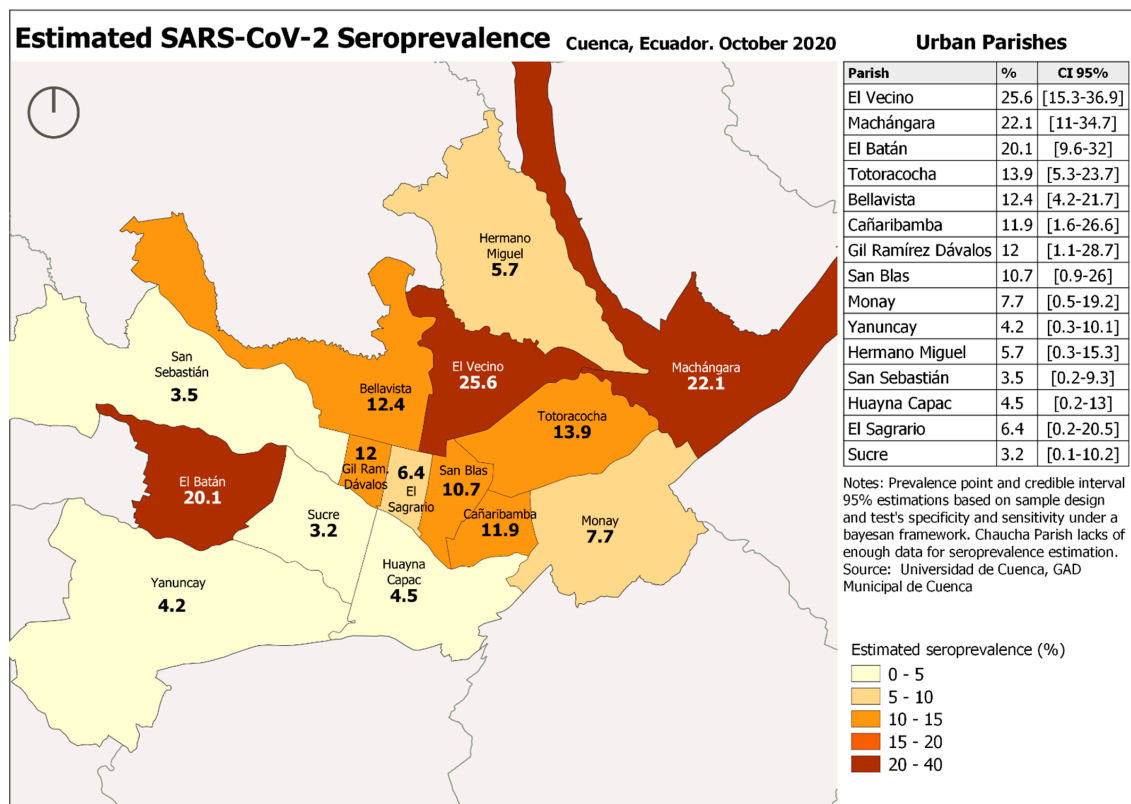 Estimated SARS-CoV-2 Seroprevalence Cuenca, Ecuador. October 2020
Hermano
Miguel
5.7
San
Sebastián
3.5
Bellavista
12.4
El Vecino
25.6
Machángara
22.1
Totoracocha
13.9
El Batán
20.1
12
Gil Ram.
Dávalos
6.4
El
Sagrario
San Blas
10.7
Cañaribamba
11.9
Sucre
3.2
Monay
7.7
Huayna
Capac
4.5
Yanuncay
4.2
Urban Parishes
Parish % CI 95%
El Vecino 25.6 [15.3-36.9]
Machángara 22.1 [11-34.7]
El Batán 20.1 [9.6-32]
Totoracocha 13.9 [5.3-23.7]
Bellavista 12.4 [4.2-21.7]
Cañaribamba 11.9 [1.6-26.6]
Gil Ramírez Dávalos 12 [1.1-28.7]
San Blas 10.7 [0.9-26]
Monay 7.7 [0.5-19.2]
Yanuncay 4.2 [0.3-10.1]
Hermano Miguel 5.7 [0.3-15.3]
San Sebastián 3.5 [0.2-9.3]
Huayna Capac 4.5 [0.2-13]
El Sagrario 6.4 [0.2-20.5]
Sucre 3.2 [0.1-10.2]
Notes: Prevalence point and credible interval
95% estimations based on sample design
and test's specificity and sensitivity under a
bayesan framework. Chaucha Parish lacks of
enough data for seroprevalence estimation.
Source: Universidad de Cuenca, GAD
Municipal de Cuenca
Estimated seroprevalence (%)
0 - 5
5 - 10
10 - 15
15 - 20
20 - 40